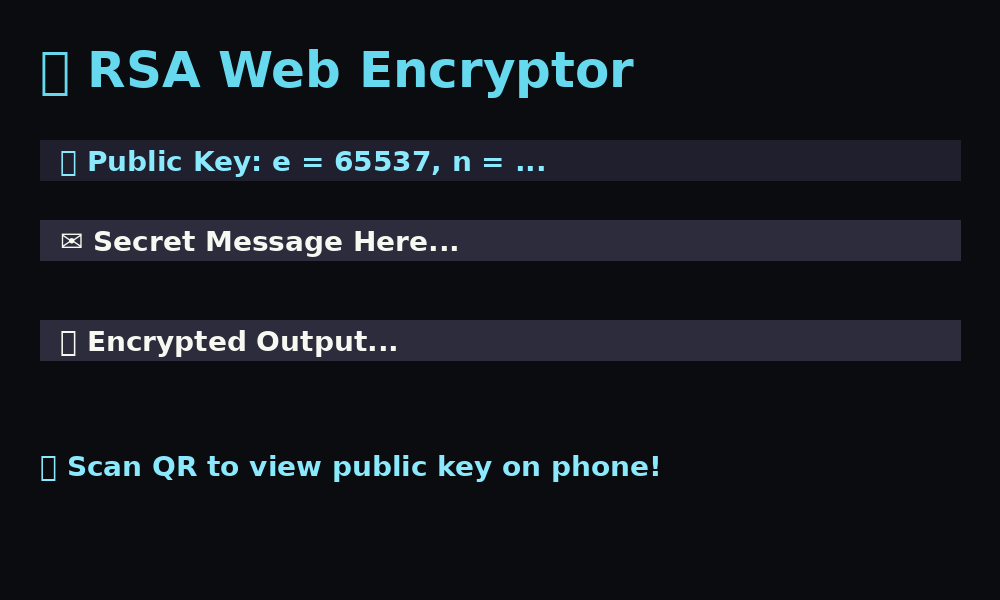 RSA Web Encryptor
Public Key: e = 65537, n = ...
✉ Secret Message Here...
Encrypted Output...
Scan QR to view public key on phone!